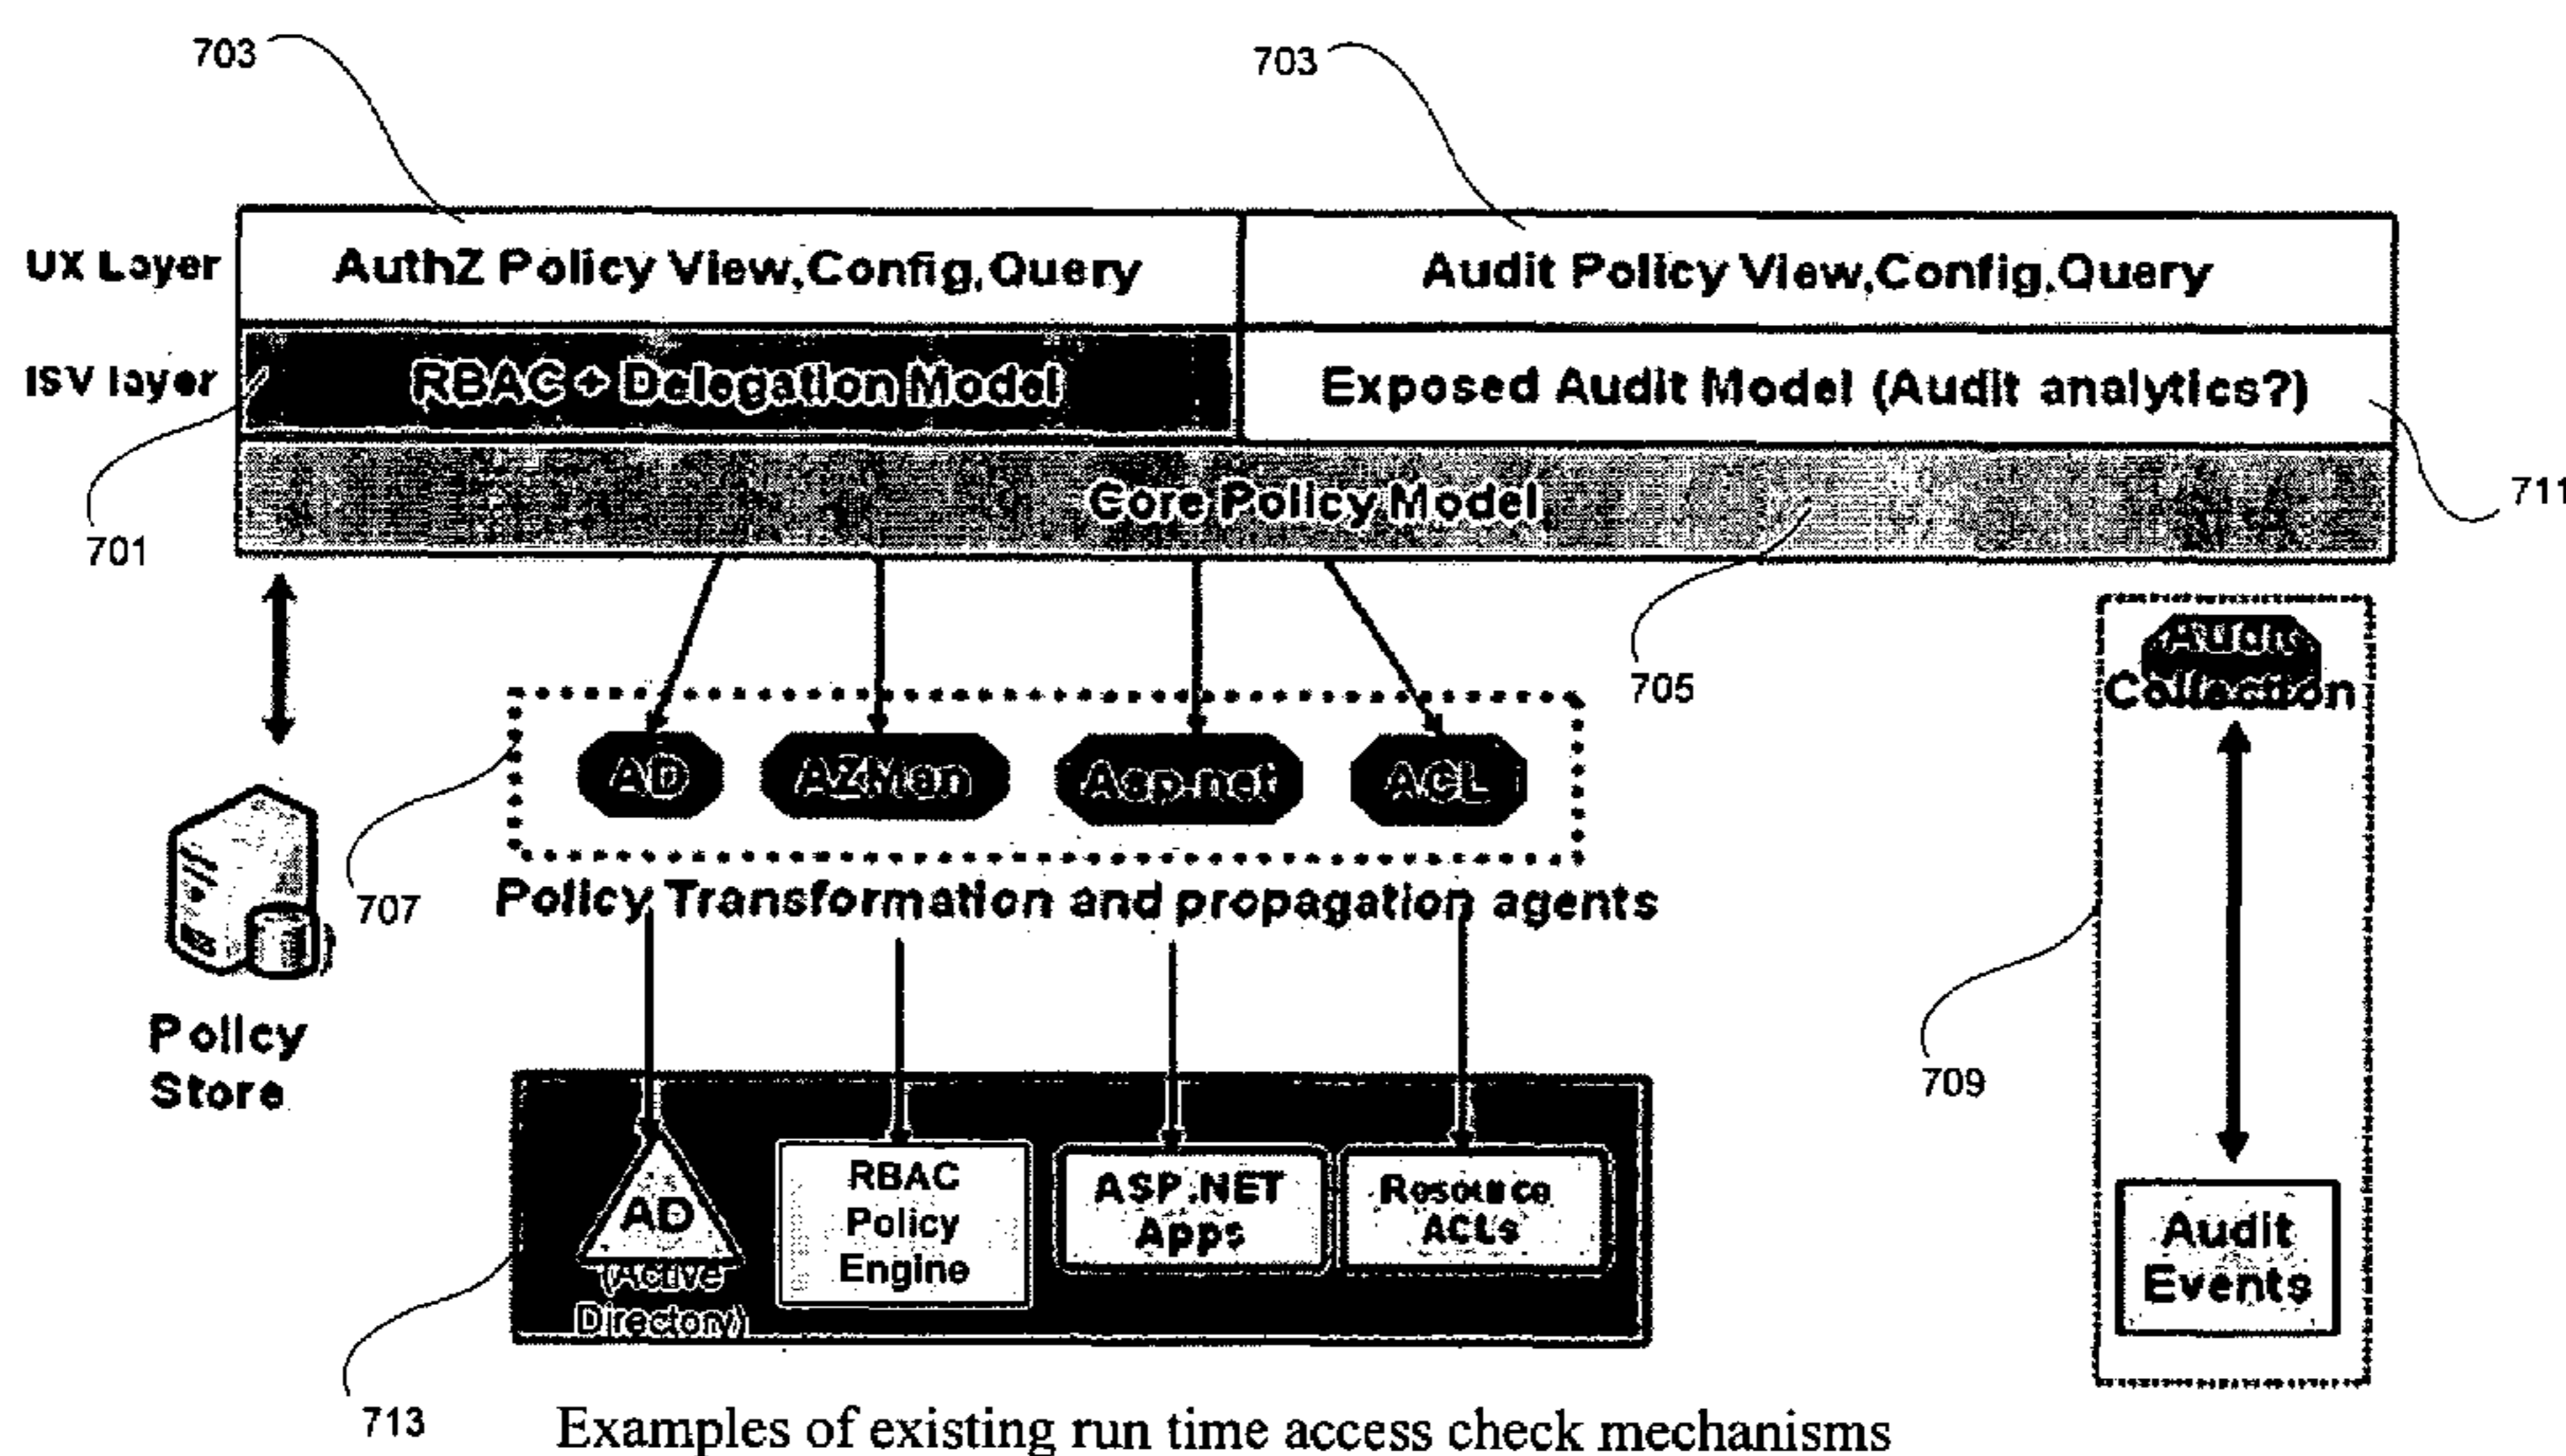 703
703
UX Layer
AuthZ Policy View,Config,Query
Audit Policy View,Config,Query
ISV layer
RBAC + Delegation Model
Exposed Audit Model (Audit analytics?)
Core Policy Model
711
701
705
Audit
Collection
AD
AZMan
Asp.net
ACL
707
Policy Transformation and propagation agents
Policy
Store
709
AD
(Active
Directory)
RBAC
Policy
Engine
ASP.NET
Apps
Resource
ACLs
Audit
Events
713
Examples of existing run time access check mechanisms